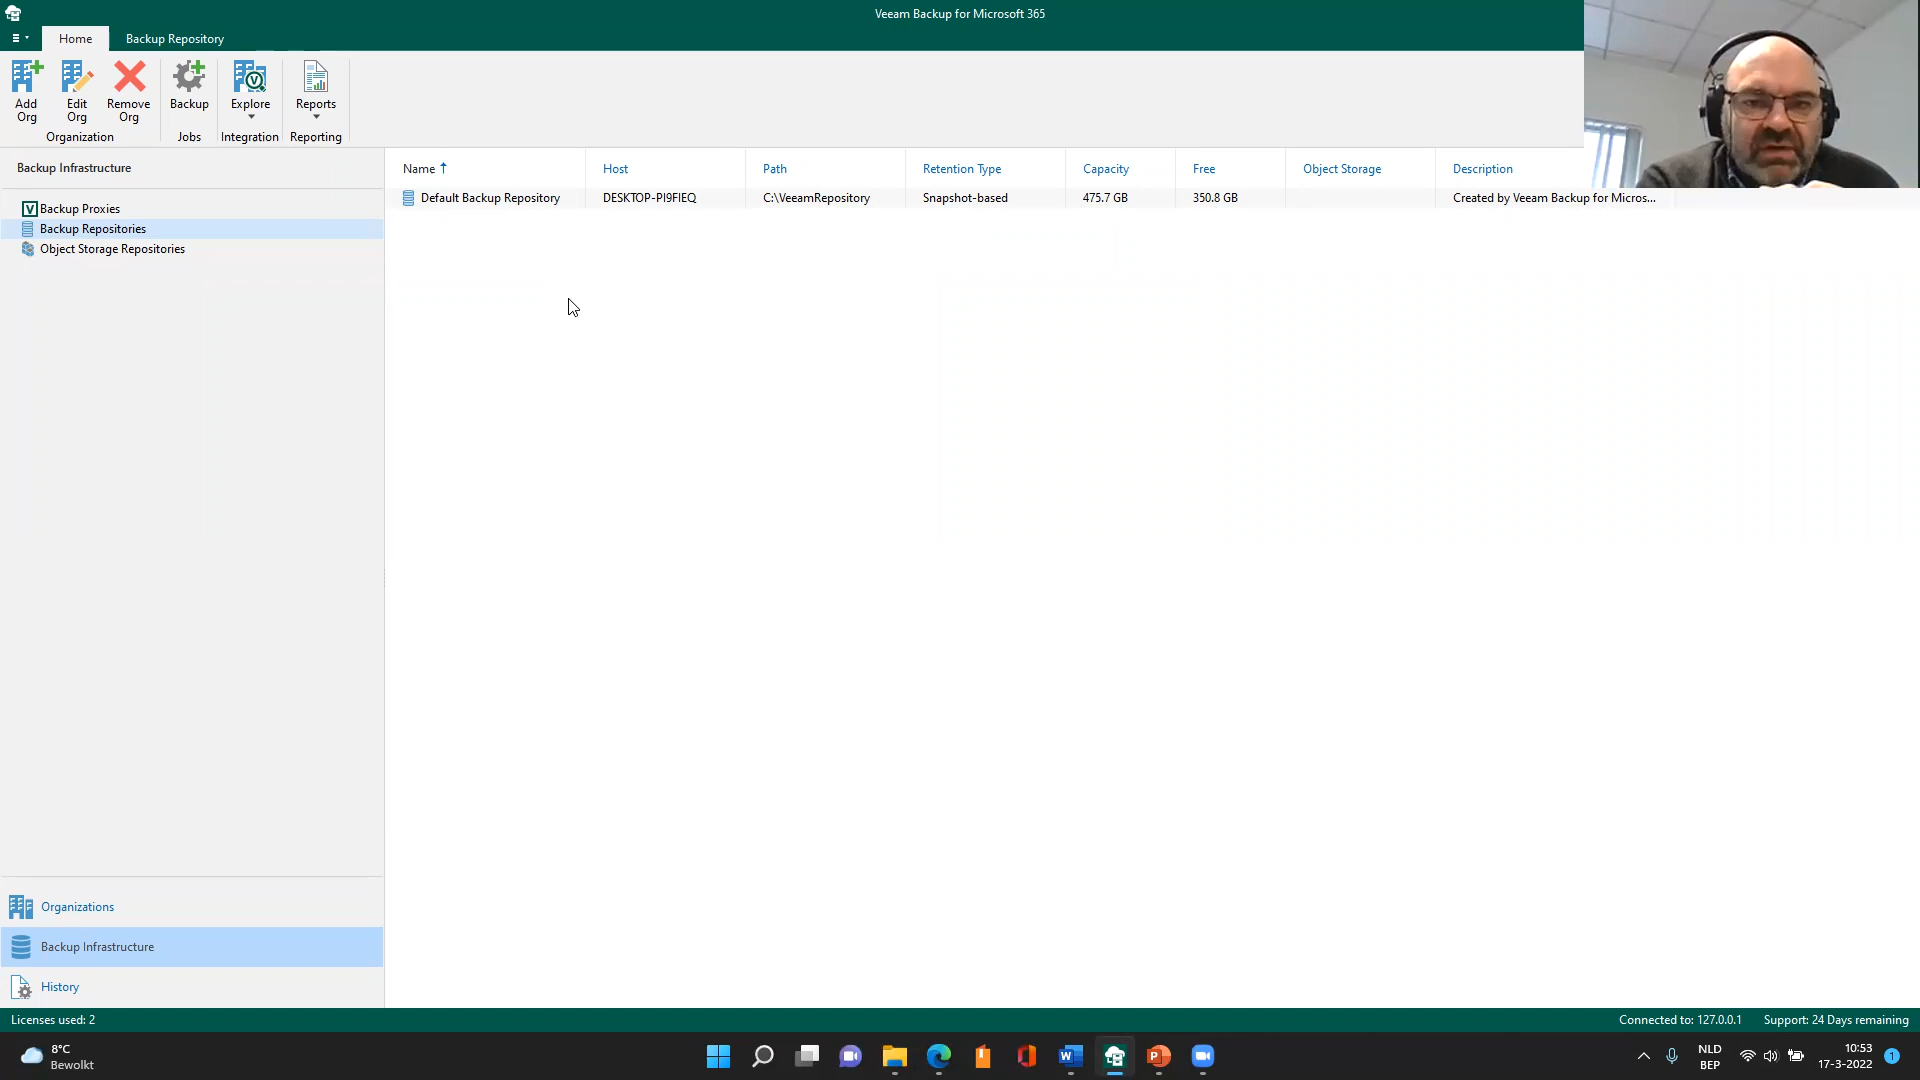 Veeam Backup for Microsoft 365
Home
Backup Repository
Add Org
Edit Org
Remove Org
Organization
Backup
Jobs
Explore
Integration
Reports
Reporting
Backup Infrastructure
Backup Proxies
Backup Repositories
Object Storage Repositories
Name Host Path Retention Type Capacity Free Object Storage Description
Default Backup Repository DESKTOP-PI9FIEQ C:\VeeamRepository Snapshot-based 475.7 GB 350.8 GB Created by Veeam Backup for Micros...
Organizations
Backup Infrastructure
History
Licenses used: 2
Connected to: 127.0.0.1
Support: 24 Days remaining
8°C
Bewolkt
NLD
BEP
10:53
17-3-2022
1